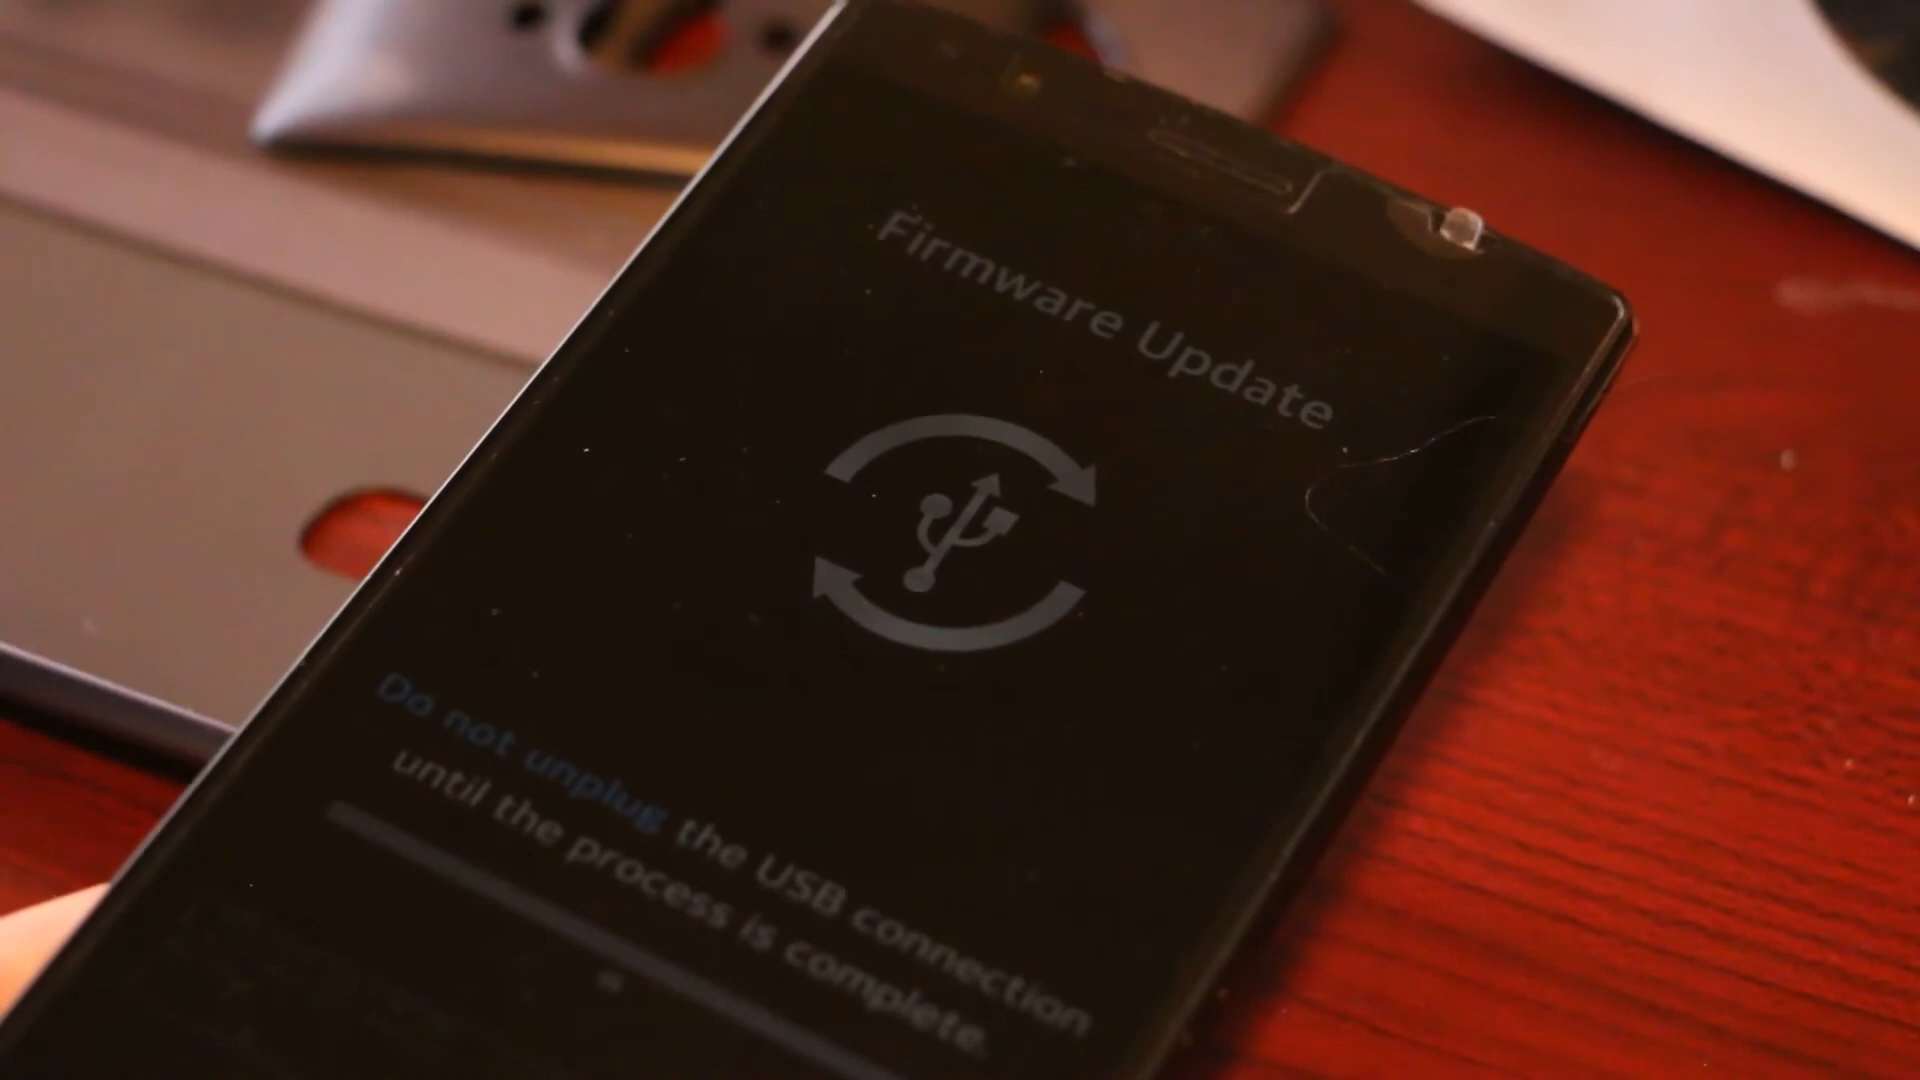 Firmware Update
Do not unplug the USB connection
until the process is complete.